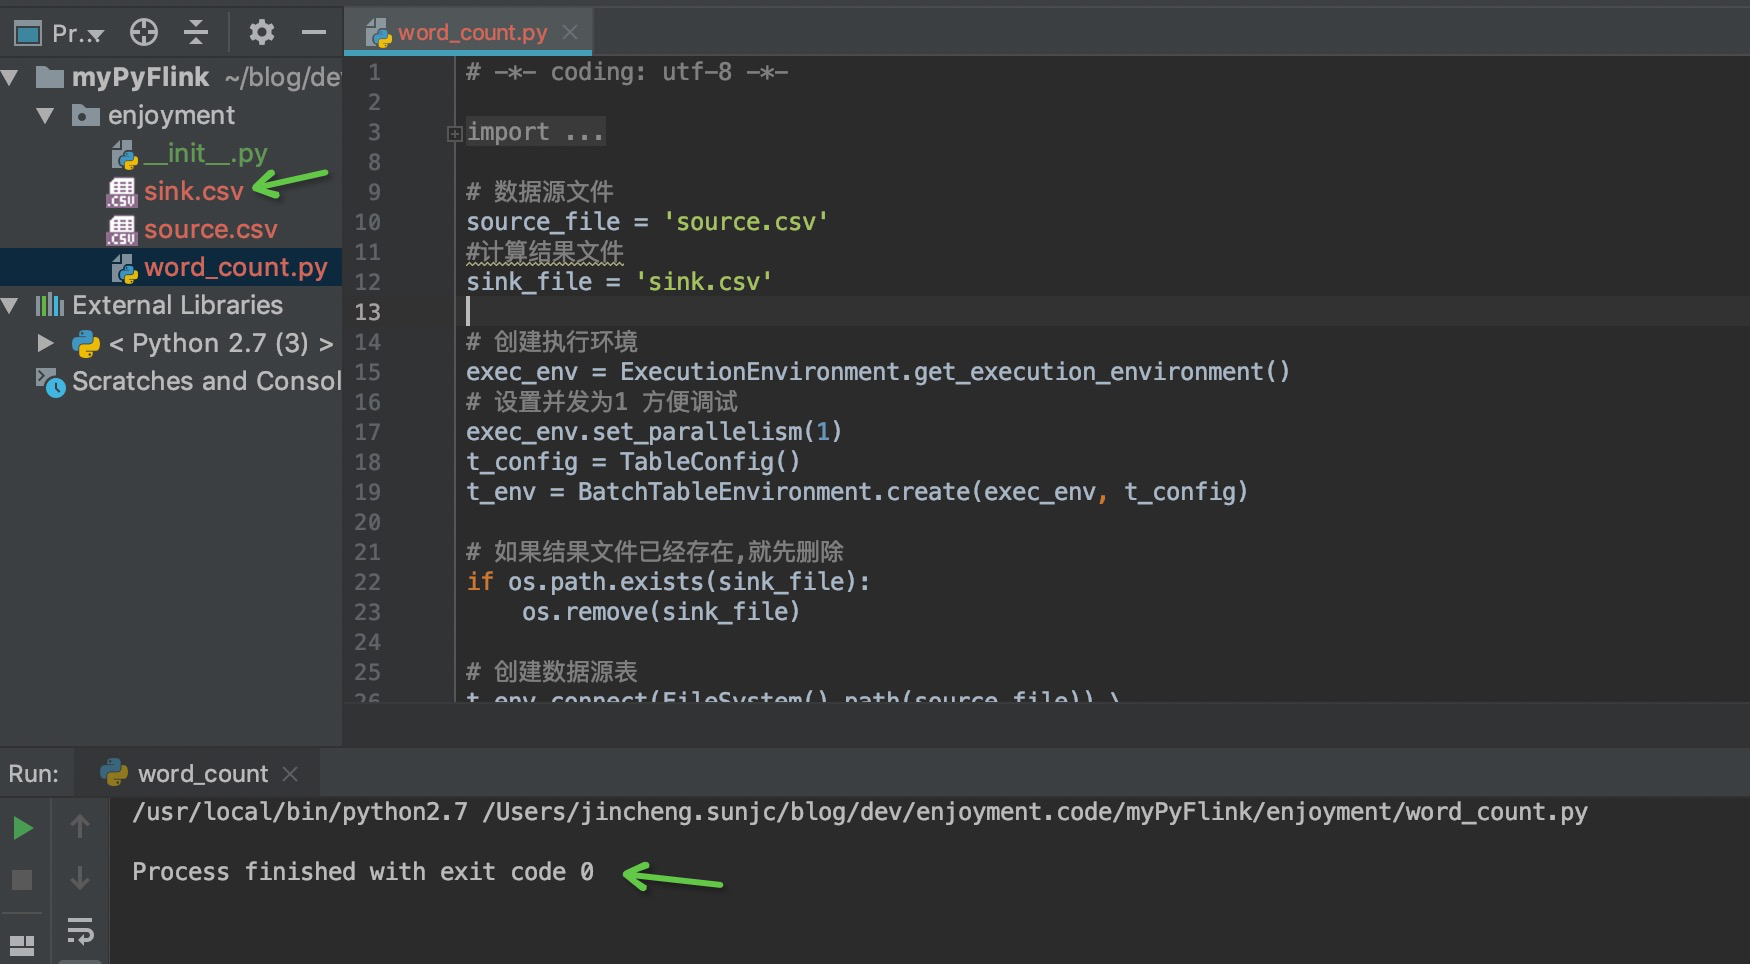 Pr...
word_count.py
myPyFlink ~/blog/de
enjoyment
__init__.py
sink.csv
source.csv
word_count.py
External Libraries
< Python 2.7 (3) >
Scratches and Consol
1 # -*- coding: utf-8 -*-
2
3 import ...
8
9 # 数据源文件
10 source_file = 'source.csv'
11 #计算结果文件
12 sink_file = 'sink.csv'
13
14 # 创建执行环境
15 exec_env = ExecutionEnvironment.get_execution_environment()
16 # 设置并发为1 方便调试
17 exec_env.set_parallelism(1)
18 t_config = TableConfig()
19 t_env = BatchTableEnvironment.create(exec_env, t_config)
20
21 # 如果结果文件已经存在,就先删除
22 if os.path.exists(sink_file):
23 os.remove(sink_file)
24
25 # 创建数据源表
26 t_env.connect(FileSystem().path(source_file)) \
Run: word_count
/usr/local/bin/python2.7 /Users/jincheng.sunjc/blog/dev/enjoyment.code/myPyFlink/enjoyment/word_count.py
Process finished with exit code 0